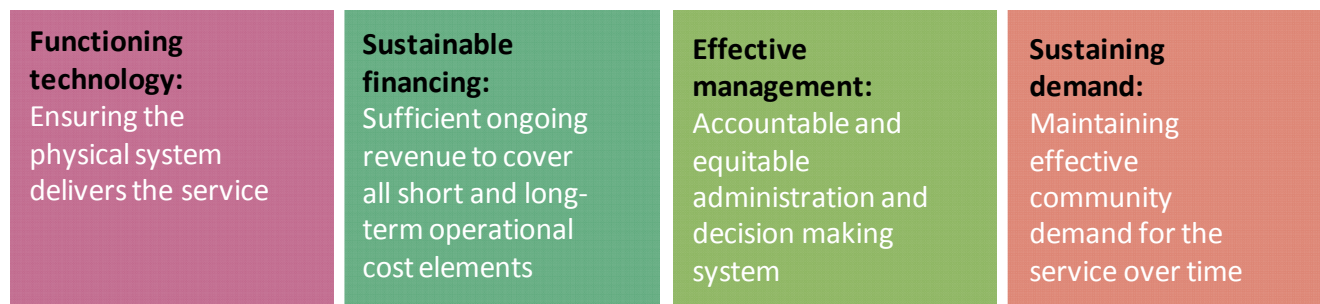 Functioning
technology:
Ensuring the
physical system
delivers the service
Sustainable
financing:
Sufficient ongoing
revenue to cover
all short and long-
term operational
cost elements
Effective
management:
Accountable and
equitable
administration and
decision making
system
Sustaining
demand:
Maintaining
effective
community
demand for the
service over time